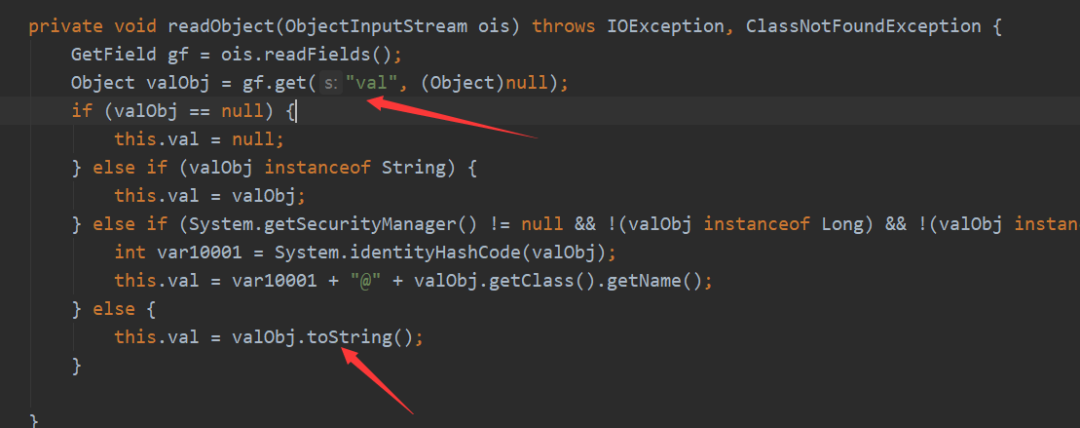 private void readObject(ObjectInputStream ois) throws IOException, ClassNotFoundException {
GetField gf = ois.readFields();
Object valObj = gf.get( s: "val", (Object)null);
if (valObj == null) {
this.val = null;
} else if (valObj instanceof String) {
this.val = valObj;
} else if (System.getSecurityManager() != null && !(valObj instanceof Long) && !(valObj instan
int var10001 = System.identityHashCode(valObj);
this.val = var10001 + "@" + valObj.getClass().getName();
} else {
this.val = valObj.toString();
}
}